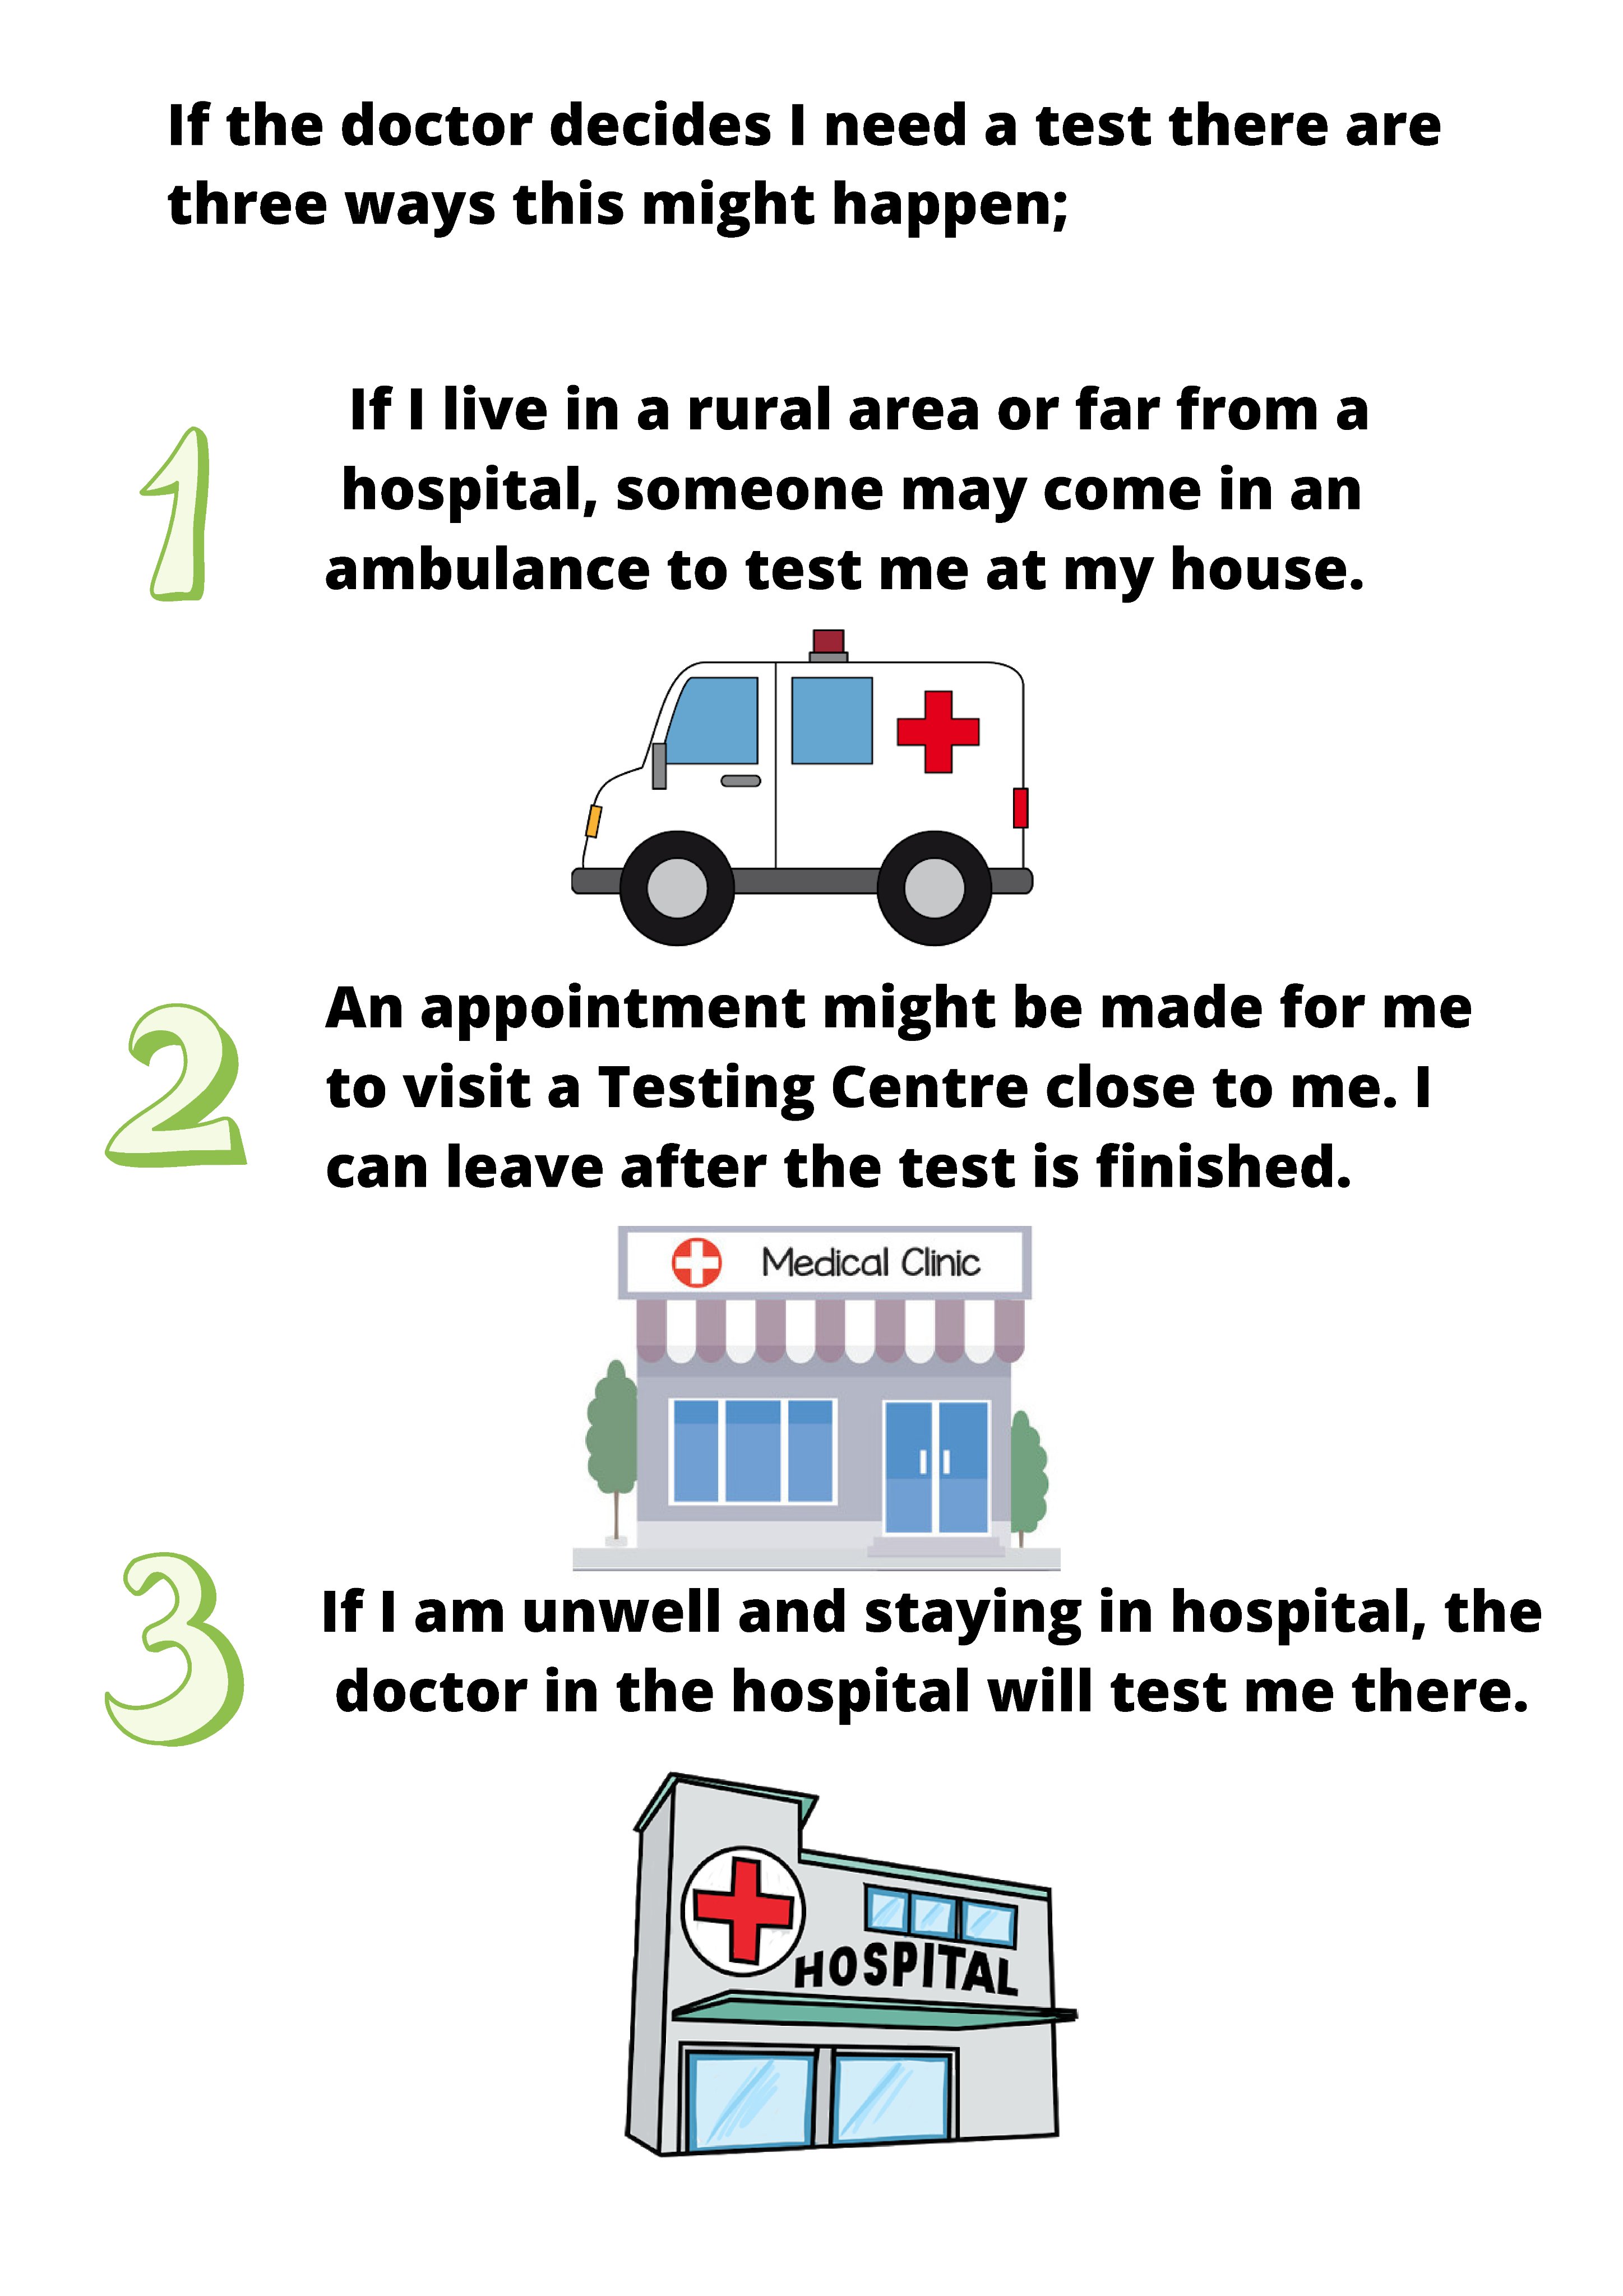 If the doctor decides I need a test there are
three ways this might happen;
1
If I live in a rural area or far from a
hospital, someone may come in an
ambulance to test me at my house.
2
An appointment might be made for me
to visit a Testing Centre close to me. I
can leave after the test is finished.
Medical Clinic
3
If I am unwell and staying in hospital, the
doctor in the hospital will test me there.
HOSPITAL